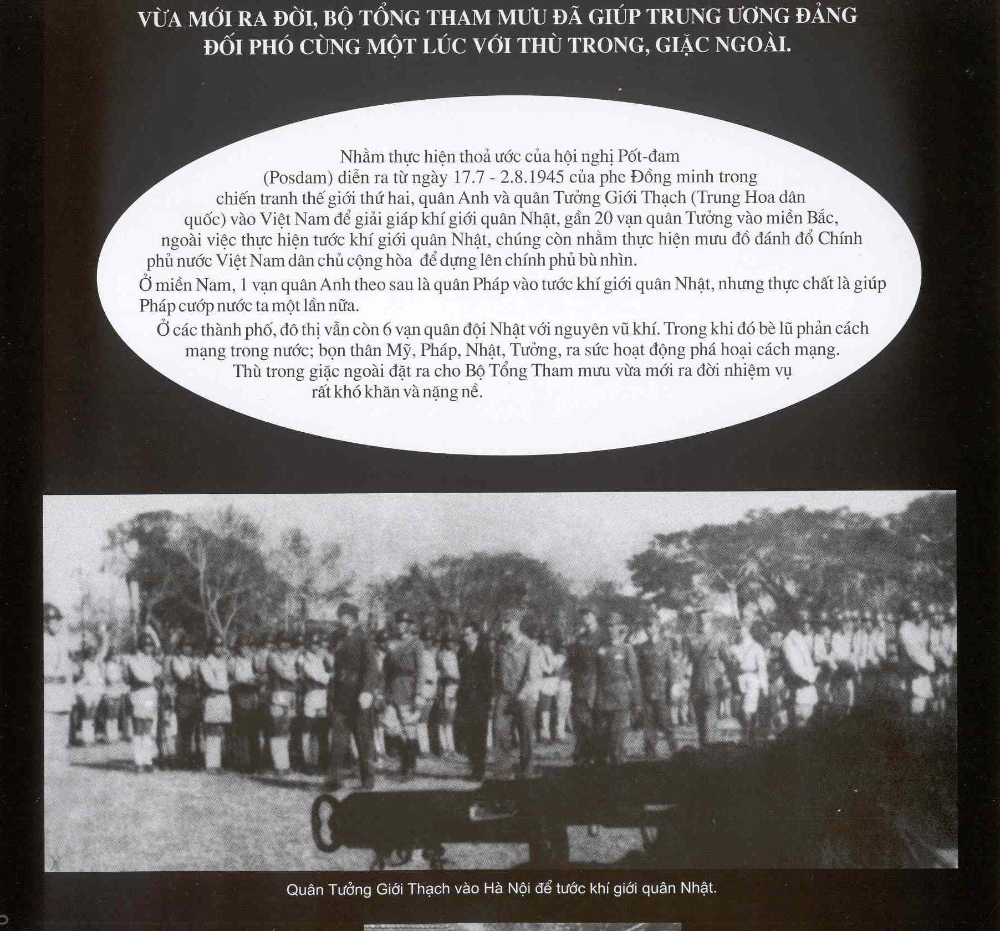 VỪA MỚI RA ĐỜI, BỘ TỔNG THAM MƯU ĐÃ GIÚP TRUNG ƯƠNG ĐẢNG
ĐỐI PHÓ CÙNG MỘT LÚC VỚI THÙ TRONG, GIẶC NGOÀI.
Nhằm thực hiện thoả ước của hội nghị Pốt-đam
(Posdam) diễn ra từ ngày 17.7 - 2.8.1945 của phe Đồng minh trong
chiến tranh thế giới thứ hai, quân Anh và quân Tưởng Giới Thạch (Trung Hoa dân
quốc) vào Việt Nam để giải giáp khí giới quân Nhật, gần 20 vạn quân Tưởng vào miền Bắc,
ngoài việc thực hiện tước khí giới quân Nhật, chúng còn nhằm thực hiện mưu đồ đánh đổ Chính
phủ nước Việt Nam dân chủ cộng hòa để dựng lên chính phủ bù nhìn.
Ở miền Nam, 1 vạn quân Anh theo sau là quân Pháp vào tước khí giới quân Nhật, nhưng thực chất là giúp
Pháp cướp nước ta một lần nữa.
Ở các thành phố, đô thị vẫn còn 6 vạn quân đội Nhật với nguyên vũ khí. Trong khi đó bè lũ phản cách
mạng trong nước; bọn thân Mỹ, Pháp, Nhật, Tưởng, ra sức hoạt động phá hoại cách mạng.
Thù trong giặc ngoài đặt ra cho Bộ Tổng Tham mưu vừa mới ra đời nhiệm vụ
rất khó khăn và nặng nề.
Quân Tưởng Giới Thạch vào Hà Nội để tước khí giới quân Nhật.